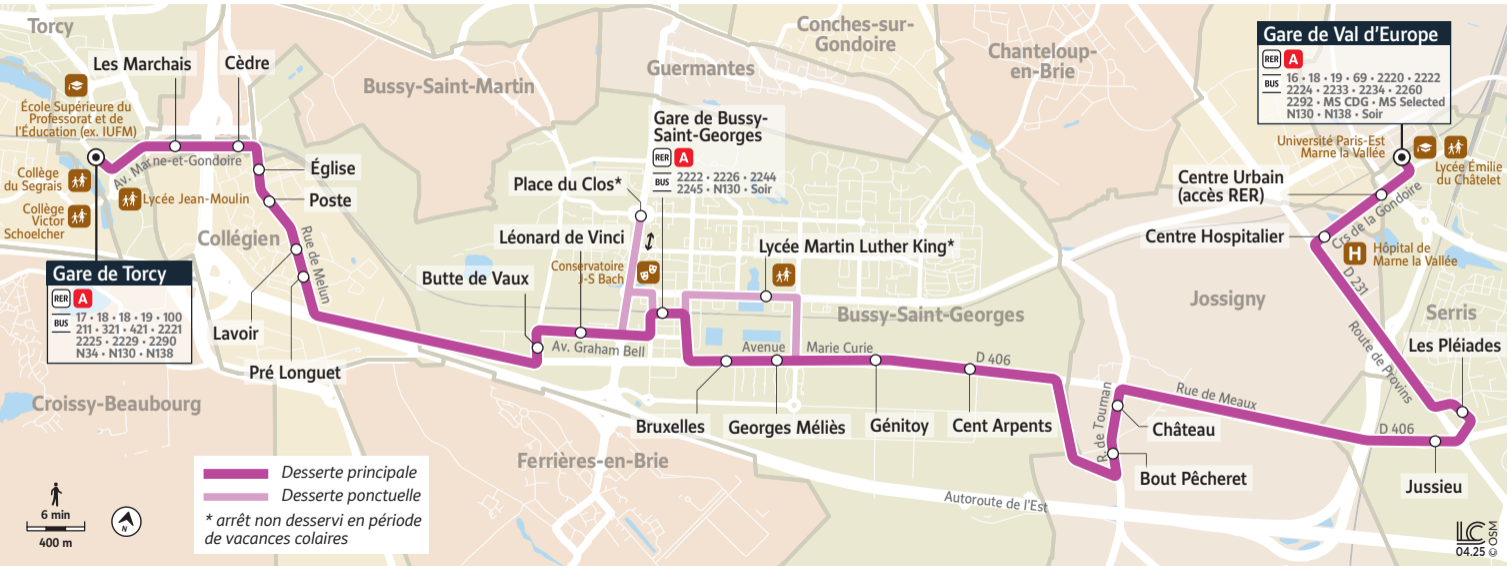 Torcy
Les Marchais
Cèdre
École Supérieure du
Professorat et de
l'Éducation (ex. IUFM)
Av. Marne-et-Gondoire
Collège
du Segrais
Lycée Jean-Moulin
Collège
Victor
Schoelcher
Église
Poste
Collégien
Rue de Melun
Gare de Torcy
RER A
BUS
17 • 18 • 18 • 19 • 100
211 • 321 • 421 • 2221
2225 • 2229 • 2290
N34 • N130 • N138
Lavoir
Pré Longuet
Croissy-Beaubourg
Bussy-Saint-Martin
Guermantes
Conches-sur-
Gondoire
Chanteloup-
en-Brie
Gare de Bussy-
Saint-Georges
RER A
BUS
2222 • 2226 • 2244
2245 • N130 • Soir
Place du Clos*
Léonard de Vinci
Conservatoire
J-S Bach
Butte de Vaux
Av. Graham Bell
Lycée Martin Luther King*
Bussy-Saint-Georges
Avenue Marie Curie
D 406
Bruxelles
Georges Méliès
Génitoy
Cent Arpents
Ferrières-en-Brie
Autoroute de l'Est
R. de Tournan
Château
Bout Pêcheret
Rue de Meaux
D 406
Jussieu
Les Pléiades
Serris
Route de Provins
D 231
Jossigny
Gare de Val d'Europe
RER A
BUS
16 • 18 • 19 • 69 • 2220 • 2222
2224 • 2233 • 2234 • 2260
2292 • MS CDG • MS Selected
N130 • N138 • Soir
Université Paris-Est
Marne la Vallée
Lycée Émilie
du Châtelet
Centre Urbain
(accès RER)
Crs de la Gondoire
Centre Hospitalier
H
Hôpital de
Marne la Vallée
Desserte principale
Desserte ponctuelle
* arrêt non desservi en période
de vacances colaires
6 min
400 m
N
LC
04.25 © OSM